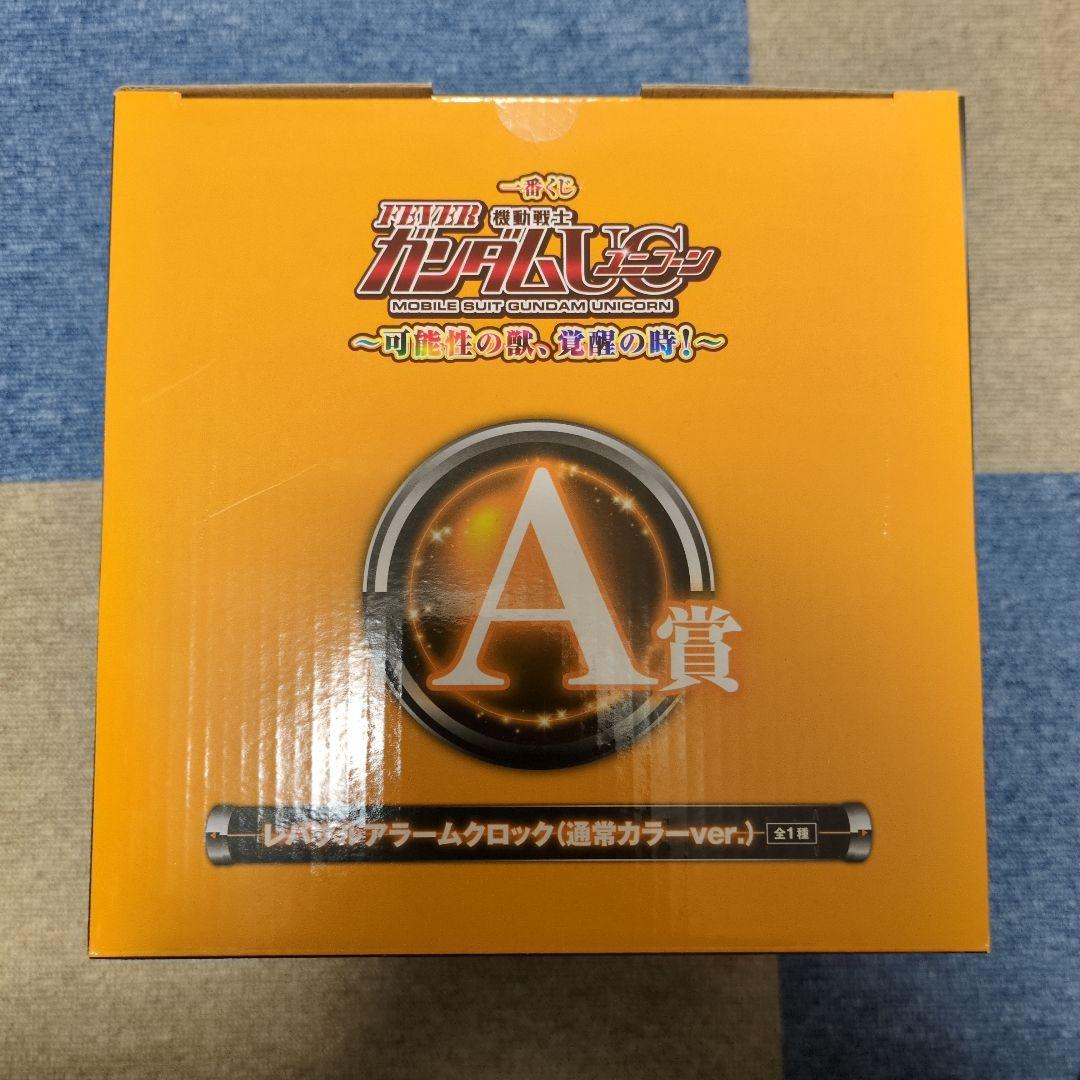 一番くじ
FEVER 機動戦士
ガンダムUC ユニコーン
MOBILE SUIT GUNDAM UNICORN
～可能性の獣、覚醒の時!～
A賞
アラームクロック(通常カラーver.) 全1種